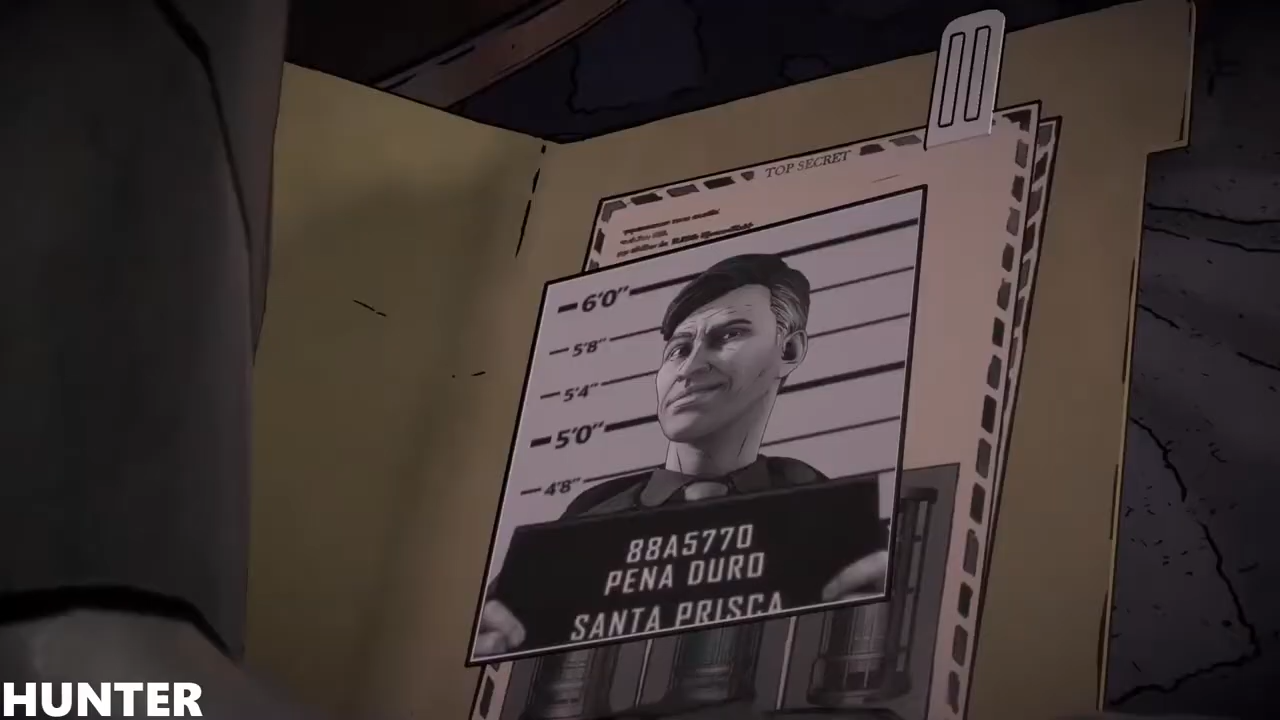 TOP SECRET
6'0"
5'8"
5'4"
5'0"
4'8"
88A5770
PENA DURO
SANTA PRISCA
HUNTER